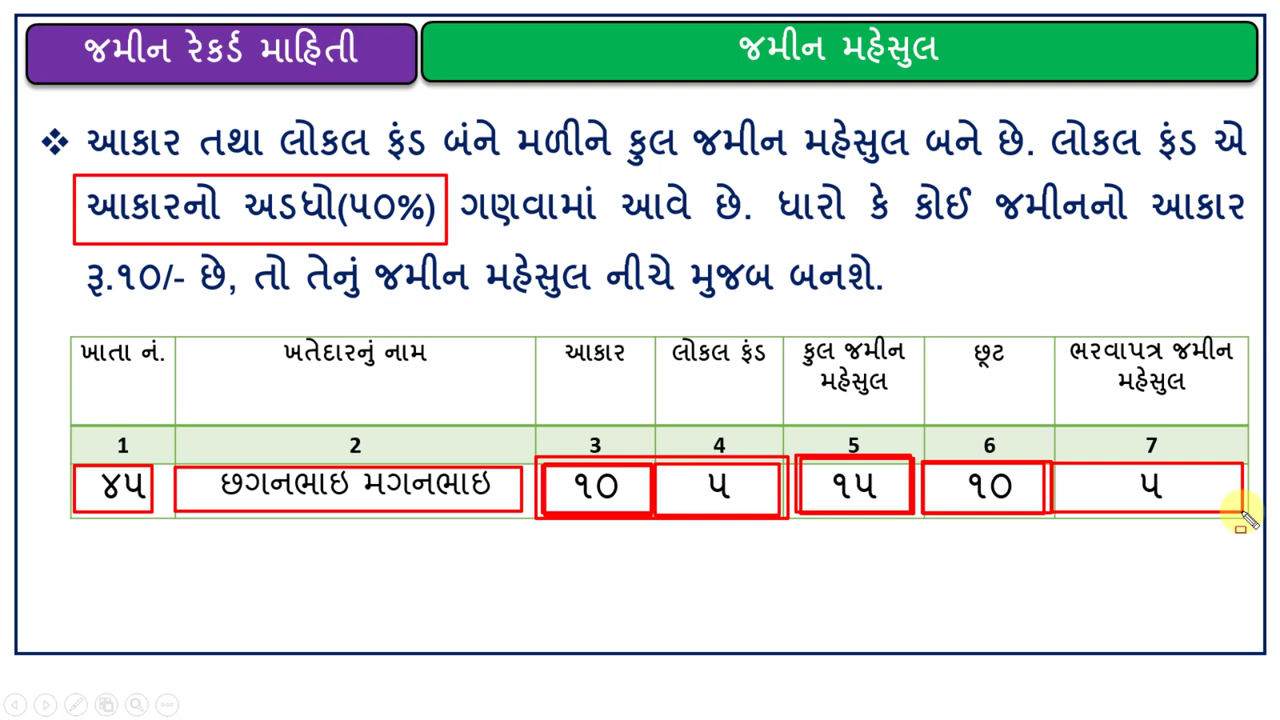 જમીન રેકર્ડ માહિતી
જમીન મહેસુલ
❖ આકાર તથા લોકલ ફંડ બંને મળીને કુલ જમીન મહેસુલ બને છે. લોકલ ફંડ એ
આકારનો અડધો(૫૦%) ગણવામાં આવે છે. ધારો કે કોઈ જમીનનો આકાર
રૂ.૧૦/- છે, તો તેનું જમીન મહેસુલ નીચે મુજબ બનશે.
ખાતા નં. ખતેદારનું નામ આકાર લોકલ ફંડ કુલ જમીન મહેસુલ છૂટ ભરવાપત્ર જમીન મહેસુલ
1 2 3 4 5 6 7
૪૫ છગનભાઇ મગનભાઇ ૧૦ ૫ ૧૫ ૧૦ ૫